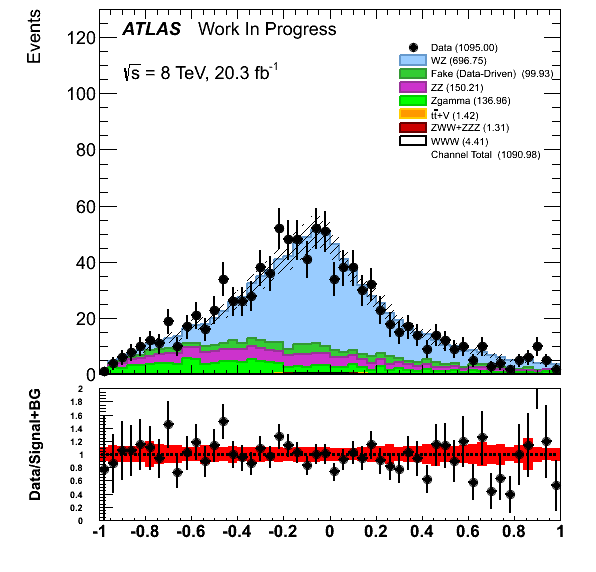 ATLAS Work In Progress
√s = 8 TeV, 20.3 fb-1
Events
120
100
80
60
40
20
0
Data (1095.00)
WZ (696.75)
Fake (Data-Driven) (99.93)
ZZ (150.21)
Zgamma (136.96)
tt̄+V (1.42)
ZWW+ZZZ (1.31)
WWW (4.41)
Channel Total (1090.98)
Data/Signal+BG
2
1.8
1.6
1.4
1.2
1
0.8
0.6
0.4
0.2
0
-1 -0.8 -0.6 -0.4 -0.2 0 0.2 0.4 0.6 0.8 1